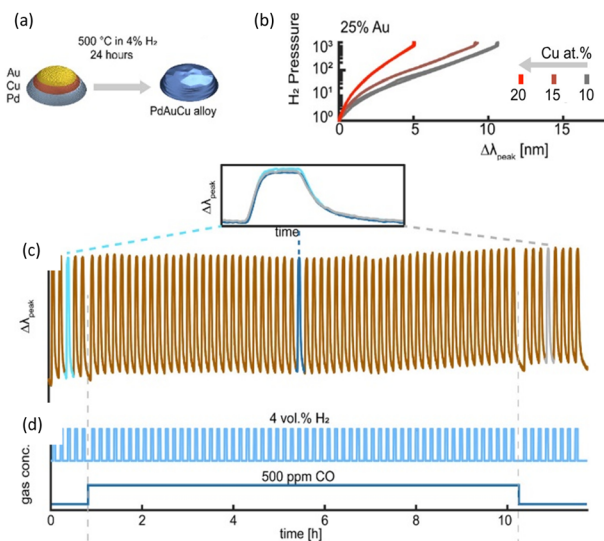 (a)
500 °C in 4% H₂
24 hours
Au
Cu
Pd
PdAuCu alloy
(b)
25% Au
H₂ Presssure
10³
10²
10¹
10⁰
Cu at.%
20 15 10
0 5 10 15
Δλpeak [nm]
Δλpeak
time
(c)
Δλpeak
(d)
4 vol.% H₂
gas conc.
500 ppm CO
0 2 4 6 8 10
time [h]